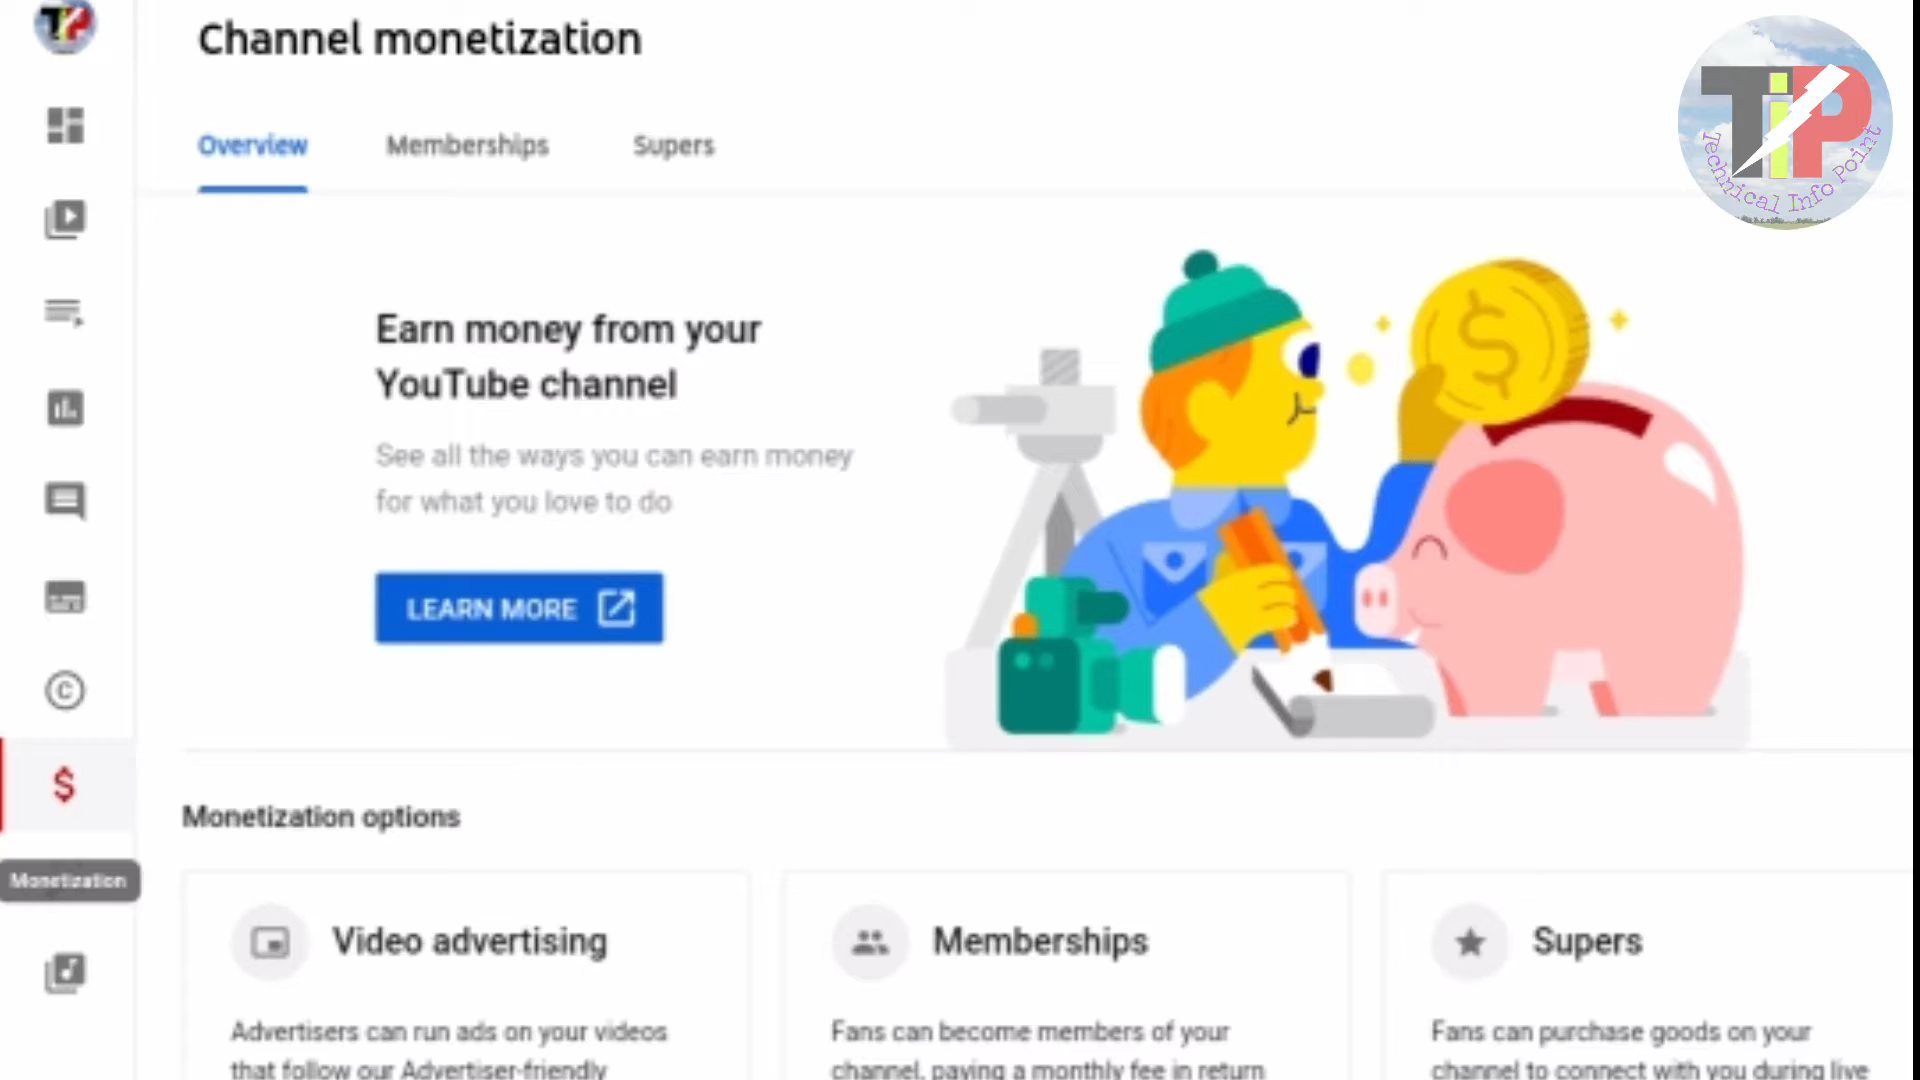 TiP
Channel monetization
TiP
Technical Info Point
Overview Memberships Supers
Earn money from your
YouTube channel
See all the ways you can earn money
for what you love to do
LEARN MORE
Monetization options
Monetization
Video advertising
Advertisers can run ads on your videos
that follow our Advertiser-friendly
Memberships
Fans can become members of your
channel, paying a monthly fee in return
Supers
Fans can purchase goods on your
channel to connect with you during live